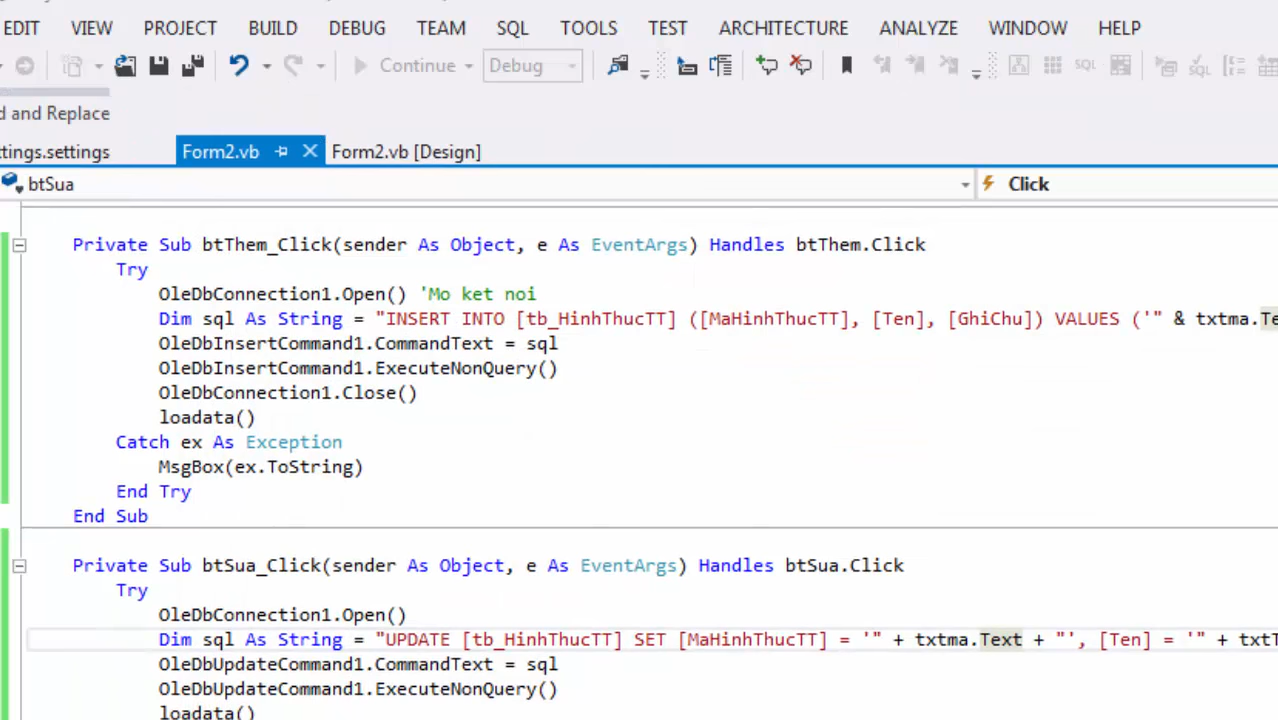 EDIT VIEW PROJECT BUILD DEBUG TEAM SQL TOOLS TEST ARCHITECTURE ANALYZE WINDOW HELP
Continue Debug SQL
d and Replace
tings.settings Form2.vb Form2.vb [Design]
btSua Click
Private Sub btThem_Click(sender As Object, e As EventArgs) Handles btThem.Click
Try
OleDbConnection1.Open() 'Mo ket noi
Dim sql As String = "INSERT INTO [tb_HinhThucTT] ([MaHinhThucTT], [Ten], [GhiChu]) VALUES ('" & txtma.Te
OleDbInsertCommand1.CommandText = sql
OleDbInsertCommand1.ExecuteNonQuery()
OleDbConnection1.Close()
loadata()
Catch ex As Exception
MsgBox(ex.ToString)
End Try
End Sub
Private Sub btSua_Click(sender As Object, e As EventArgs) Handles btSua.Click
Try
OleDbConnection1.Open()
Dim sql As String = "UPDATE [tb_HinhThucTT] SET [MaHinhThucTT] = '" + txtma.Text + "', [Ten] = '" + txtT
OleDbUpdateCommand1.CommandText = sql
OleDbUpdateCommand1.ExecuteNonQuery()
loadata()